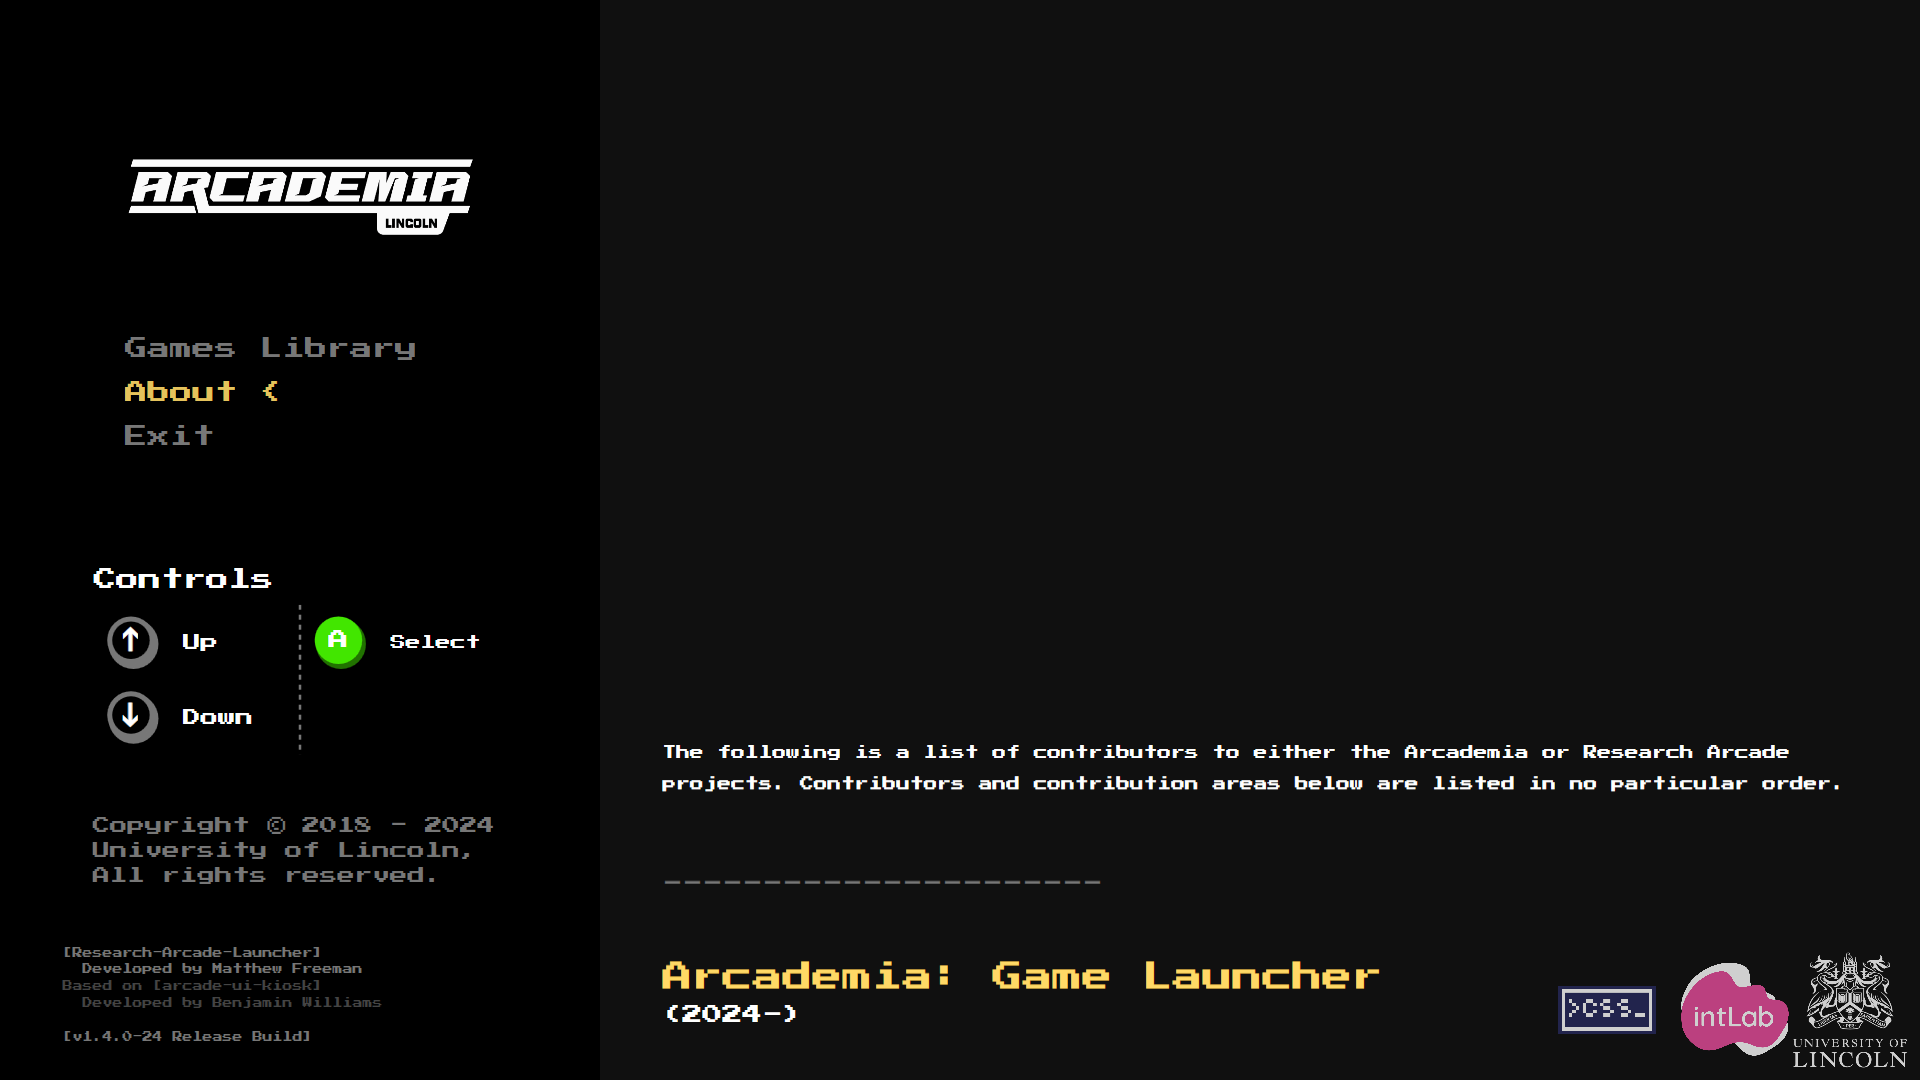 ARCADEMIA
LINCOLN
Games Library
About <
Exit
Controls
↑ Up
A Select
↓ Down
Copyright © 2018 - 2024
University of Lincoln,
All rights reserved.
[Research-Arcade-Launcher]
Developed by Matthew Freeman
Based on [arcade-ui-kiosk]
Developed by Benjamin Williams
[v1.4.0-24 Release Build]
The following is a list of contributors to either the Arcademia or Research Arcade
projects. Contributors and contribution areas below are listed in no particular order.
______________________
Arcademia: Game Launcher
(2024-)
>CSS_
intLab
UNIVERSITY OF
LINCOLN